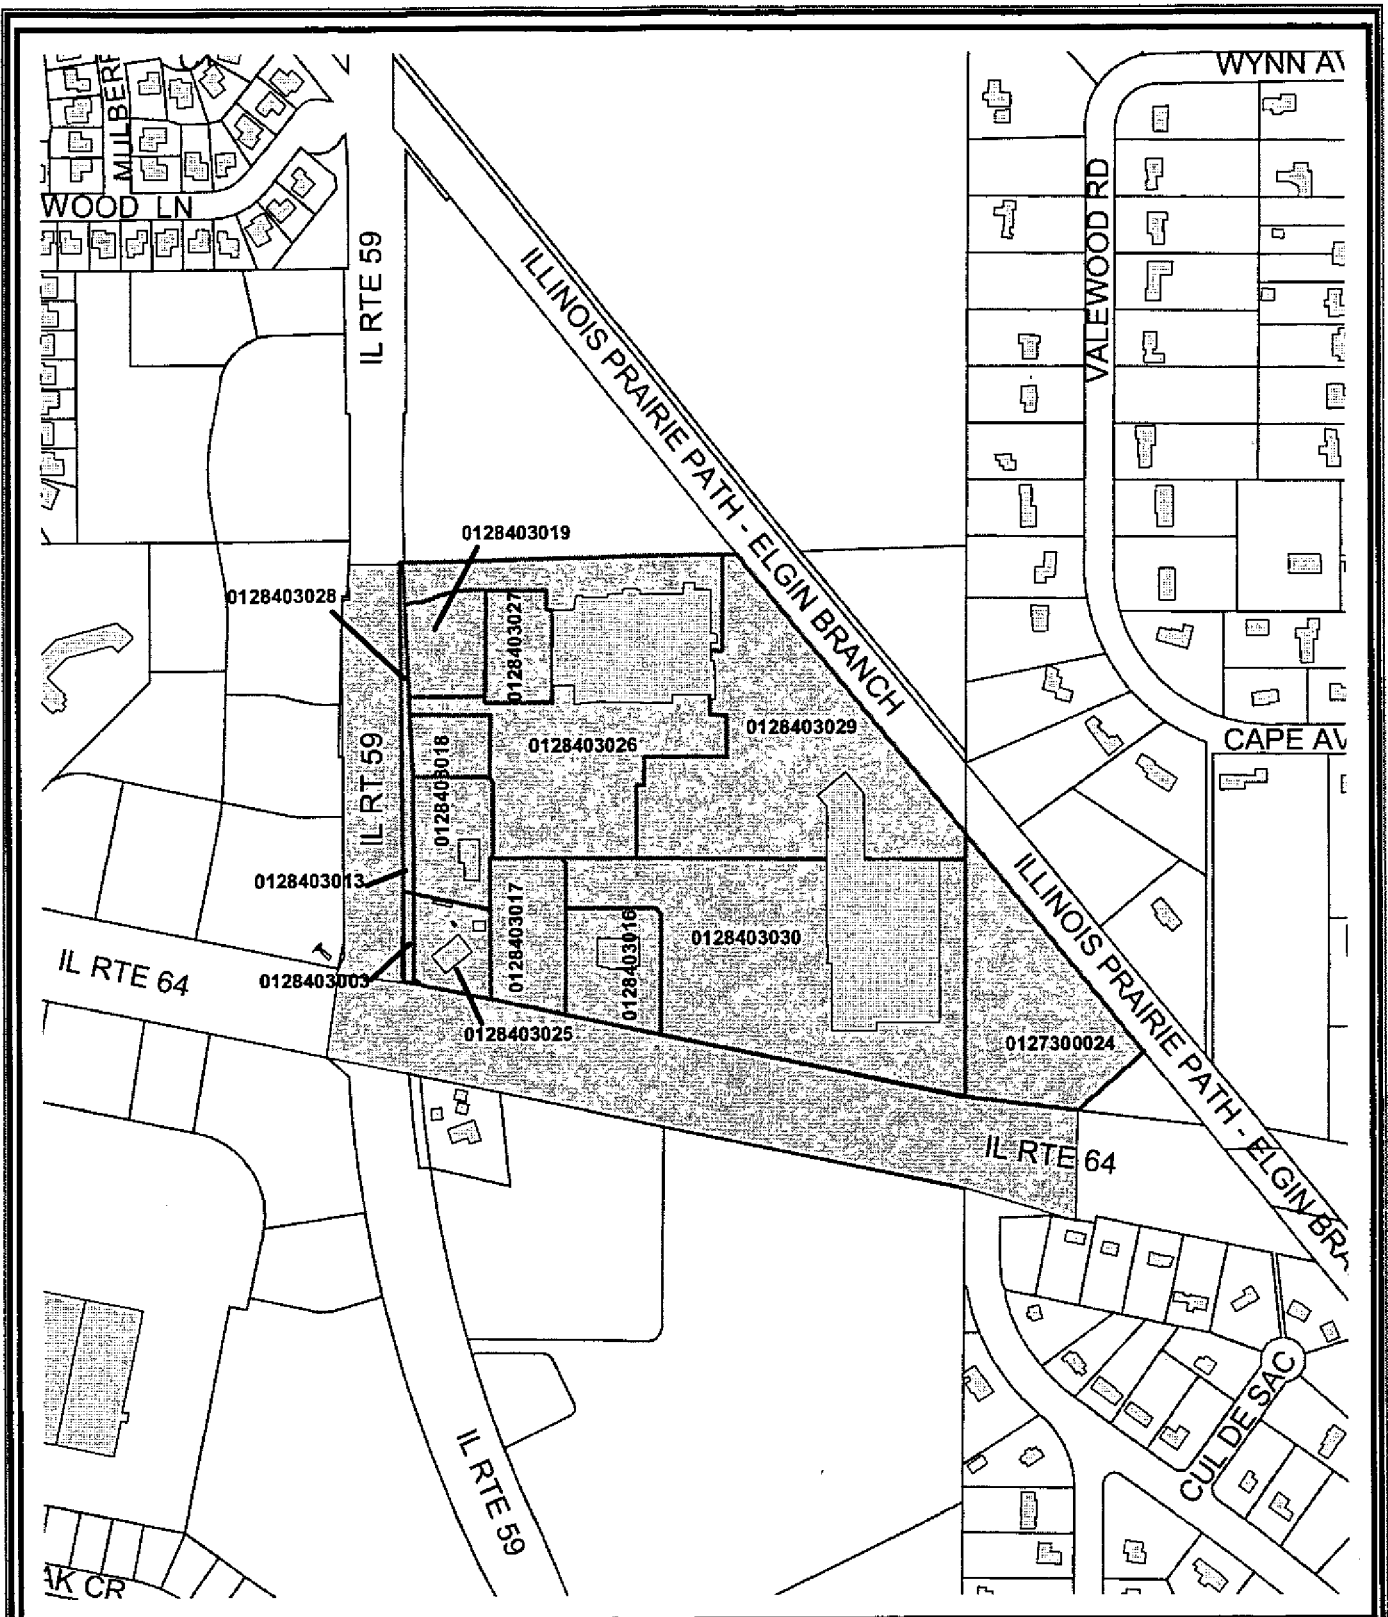 WYNN AV
MULBERR
WOOD LN
IL RTE 59
ILLINOIS PRAIRIE PATH - ELGIN BRANCH
VALEWOOD RD
0128403019
0128403028
0128403027
0128403018
IL RT 59
0128403026
0128403029
CAPE AV
0128403013
0128403017
0128403016
0128403030
ILLINOIS PRAIRIE PATH - ELGIN BRA
IL RTE 64
0128403003
0128403025
0127300024
IL RTE 64
CUL DE SAC
IL RTE 59
AK CR